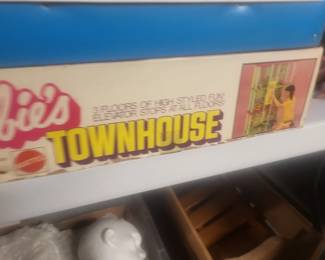 bie's
3 FLOORS OF HIGH STYLED FUN!
ELEVATOR STOPS AT ALL FLOORS!
TOWNHOUSE